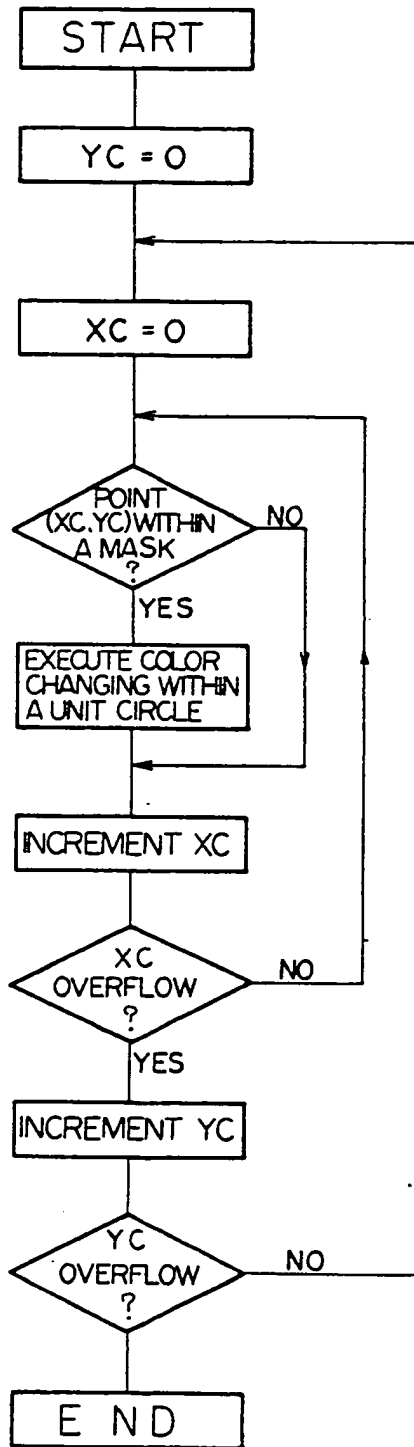 START
YC = 0
XC = 0
POINT
(XC.YC) WITHIN
A MASK
?
NO
YES
EXECUTE COLOR
CHANGING WITHIN
A UNIT CIRCLE
INCREMENT XC
XC
OVERFLOW
?
NO
YES
INCREMENT YC
YC
OVERFLOW
?
NO
END